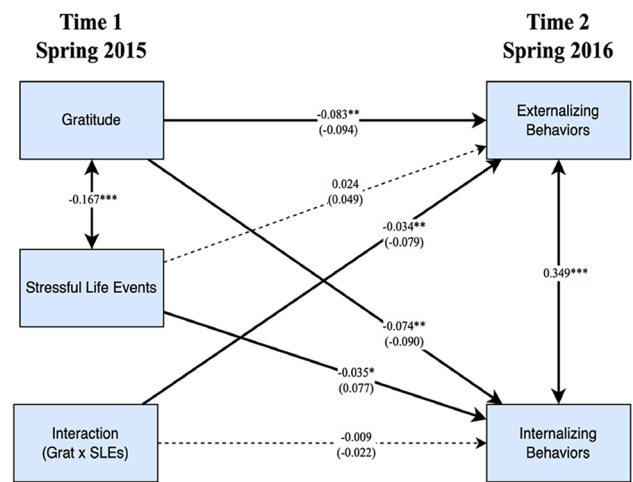 Time 1
Spring 2015
Time 2
Spring 2016
Gratitude
Externalizing
Behaviors
-0.083**
(-0.094)
-0.167***
0.024
(0.049)
-0.034**
(-0.079)
Stressful Life Events
0.349***
-0.074**
(-0.090)
-0.035*
(0.077)
Interaction
(Grat x SLEs)
-0.009
(-0.022)
Internalizing
Behaviors